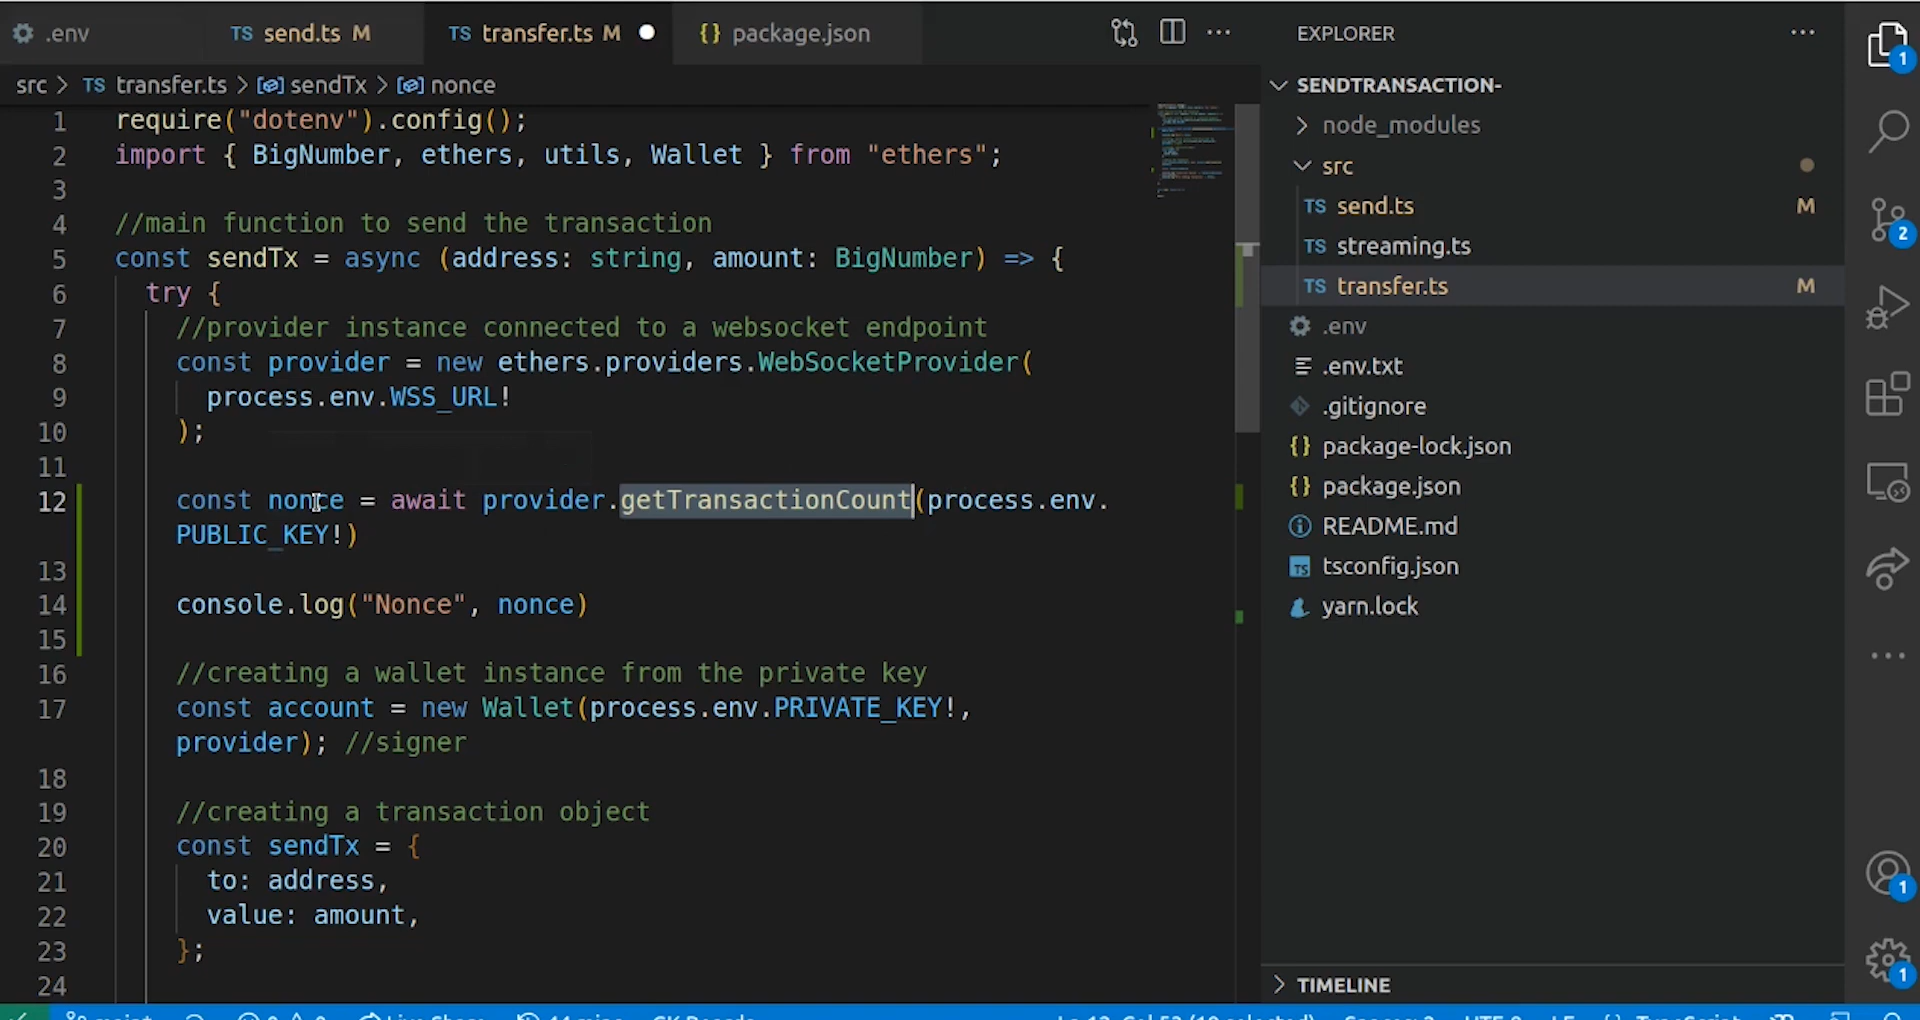 .env
TS send.ts M
TS transfer.ts M
{} package.json
src > TS transfer.ts > sendTx > nonce
1 require("dotenv").config();
2 import { BigNumber, ethers, utils, Wallet } from "ethers";
3
4 //main function to send the transaction
5 const sendTx = async (address: string, amount: BigNumber) => {
6 try {
7 //provider instance connected to a websocket endpoint
8 const provider = new ethers.providers.WebSocketProvider(
9 process.env.WSS_URL!
10 );
11
12 const nonce = await provider.getTransactionCount(process.env.
PUBLIC_KEY!)
13
14 console.log("Nonce", nonce)
15
16 //creating a wallet instance from the private key
17 const account = new Wallet(process.env.PRIVATE_KEY!,
provider); //signer
18
19 //creating a transaction object
20 const sendTx = {
21 to: address,
22 value: amount,
23 };
24
EXPLORER
SENDTRANSACTION-
node_modules
src
TS send.ts M
TS streaming.ts
TS transfer.ts M
.env
.env.txt
.gitignore
{} package-lock.json
{} package.json
README.md
TS tsconfig.json
yarn.lock
TIMELINE
1
2
1
1